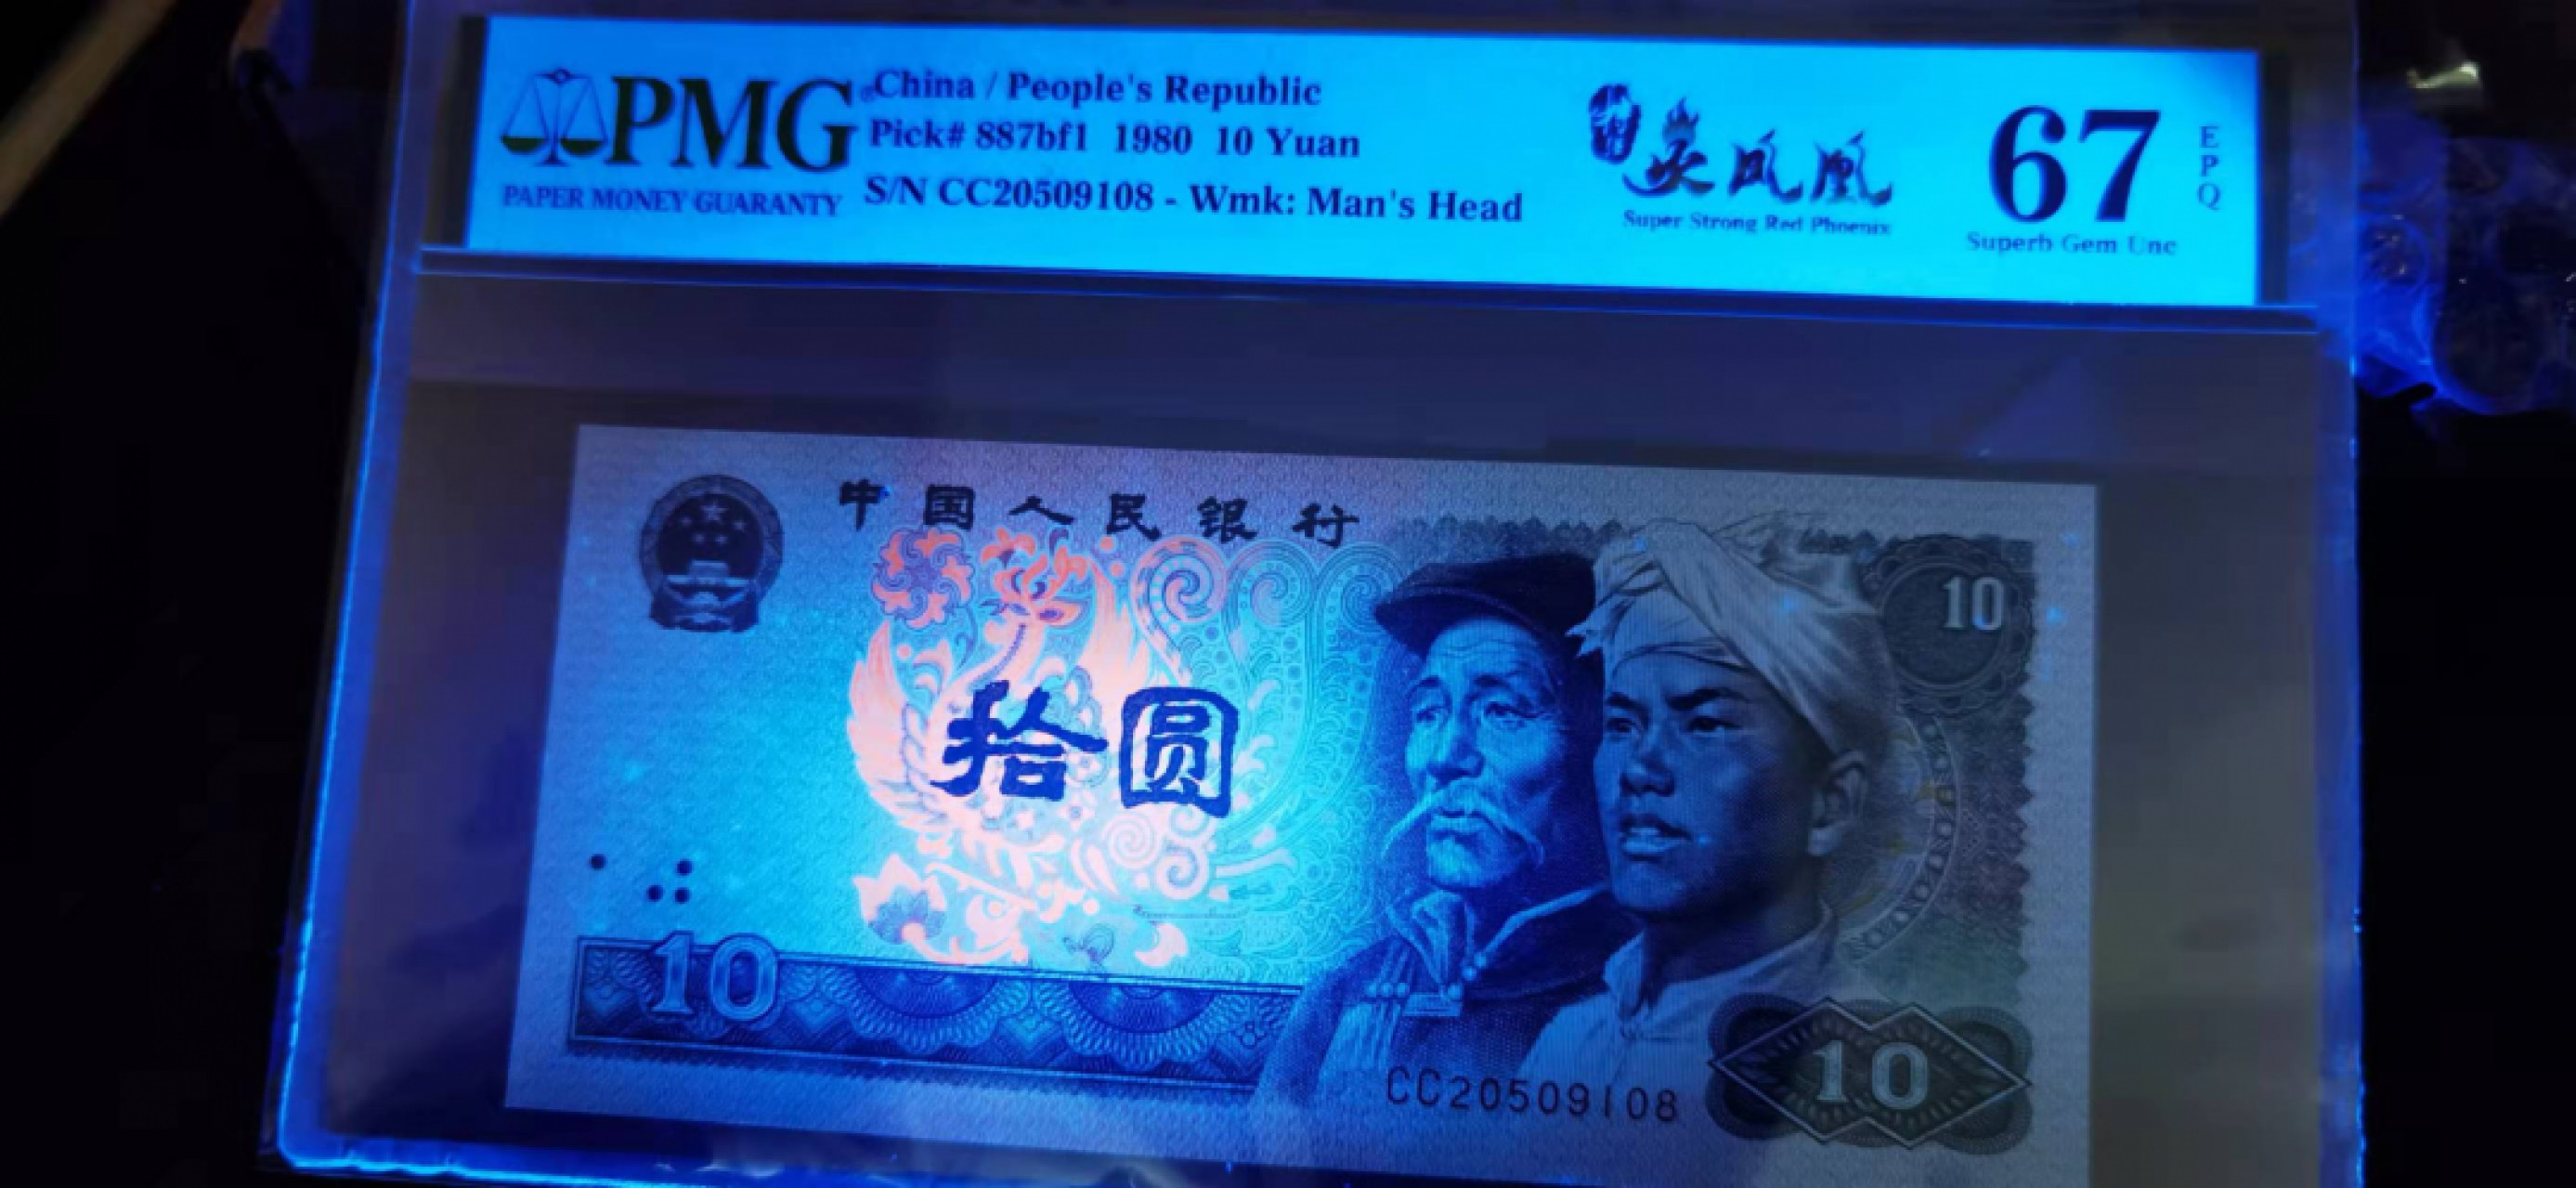 PMG
PAPER MONEY GUARANTY
China / People's Republic
Pick# 887bf1 1980 10 Yuan
S/N CC20509108 - Wmk: Man's Head
炎凤凰
Super Strong Red Phoenix
67
EPQ
Superb Gem Unc
中国人民银行
10
拾圆
10
CC20509108
10